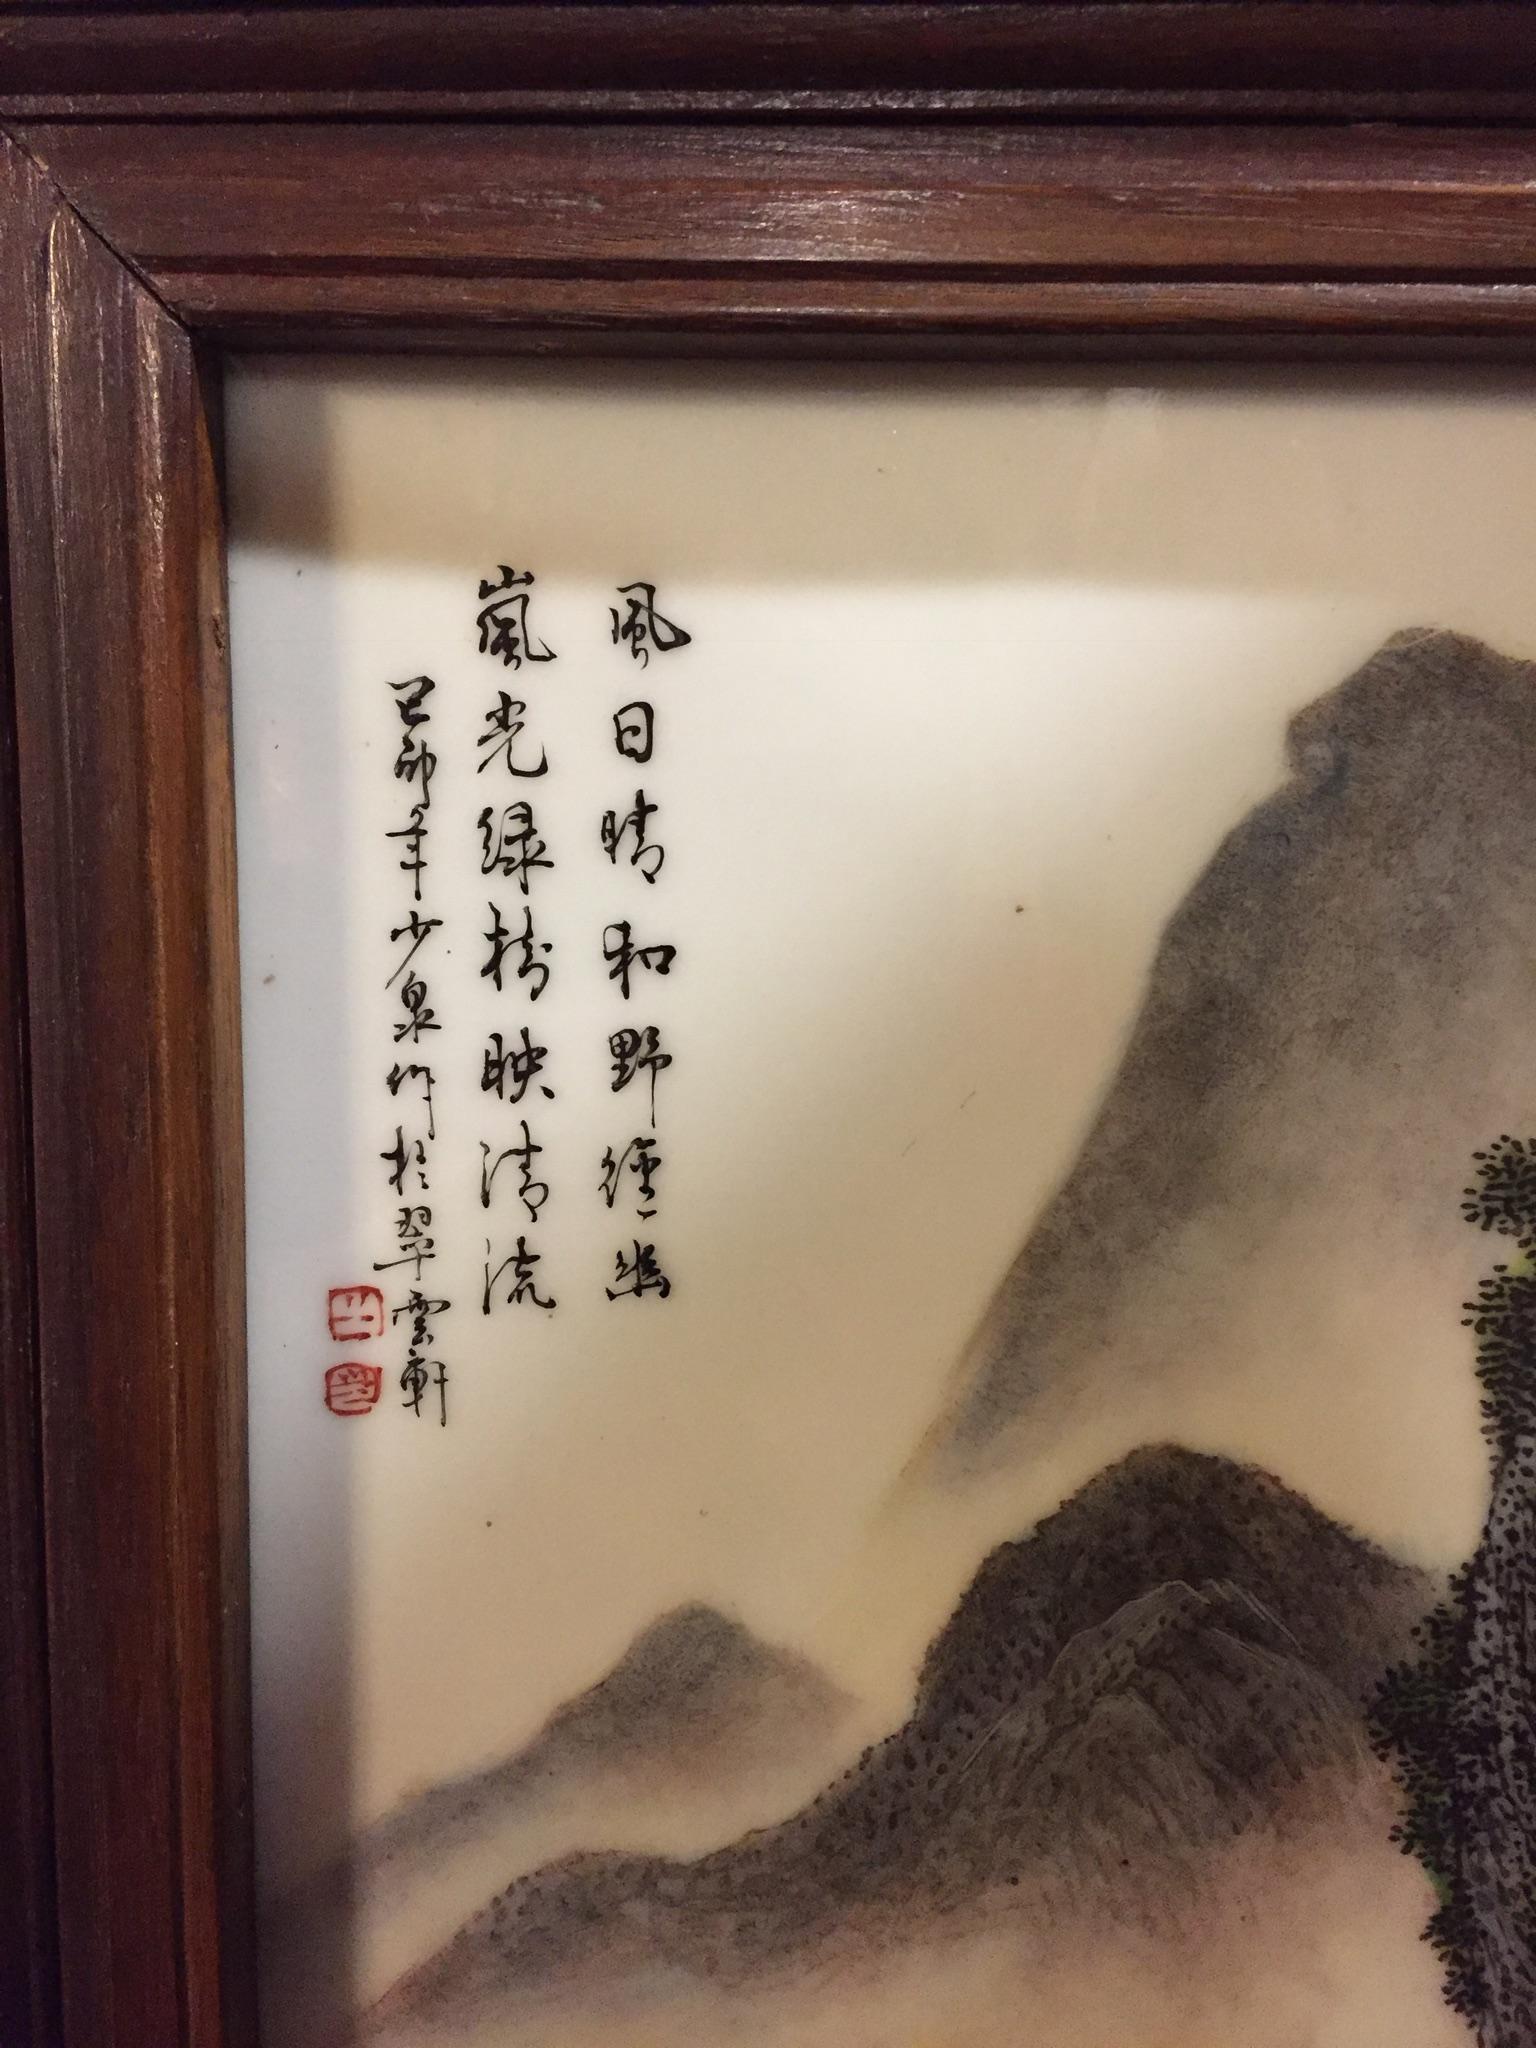 風日晴和野徑幽
嵐光緑樹映清流
己卯年少泉作於翠雲軒